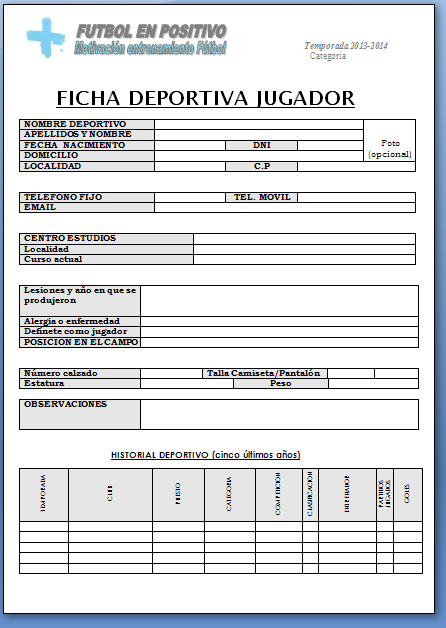 FUTBOL EN POSITIVO
Motivación entrenamiento Fútbol
Temporada 2013-2014
Categoria
FICHA DEPORTIVA JUGADOR
NOMBRE DEPORTIVO
APELLIDOS Y NOMBRE
FECHA NACIMIENTO DNI
DOMICILIO
LOCALIDAD C.P
Foto
(opcional)
TELEFONO FIJO TEL. MOVIL
EMAIL
CENTRO ESTUDIOS
Localidad
Curso actual
Lesiones y año en que se
produjeron
Alergia o enfermedad
Defínete como jugador
POSICION EN EL CAMPO
Número calzado Talla Camiseta/Pantalón
Estatura Peso
OBSERVACIONES
HISTORIAL DEPORTIVO (cinco últimos años)
TEMPORADA
CLUB
PUESTO
CATEGORIA
COMPETICION
CLASIFICACION
ENTRENADOR
PARTIDOS
JUGADOS
GOLES